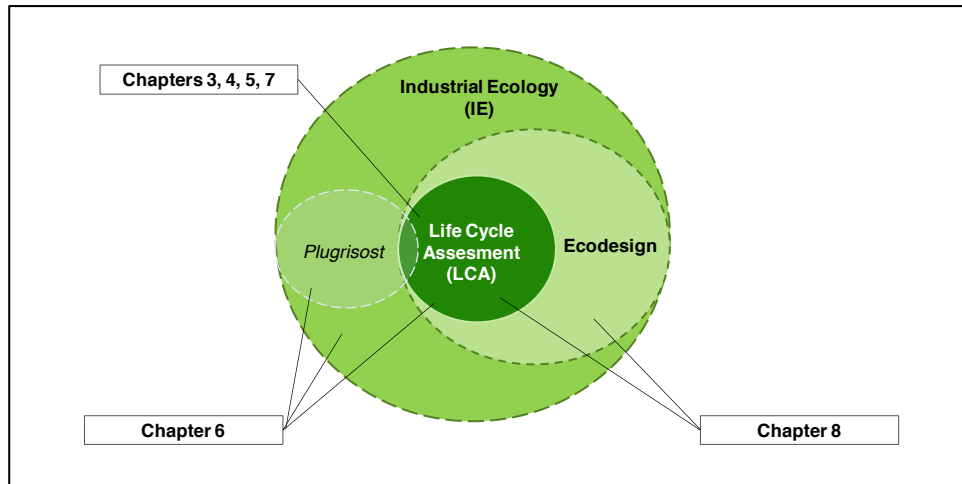 Chapters 3, 4, 5, 7
Industrial Ecology
(IE)
Plugrisost
Life Cycle
Assesment
(LCA)
Ecodesign
Chapter 6
Chapter 8